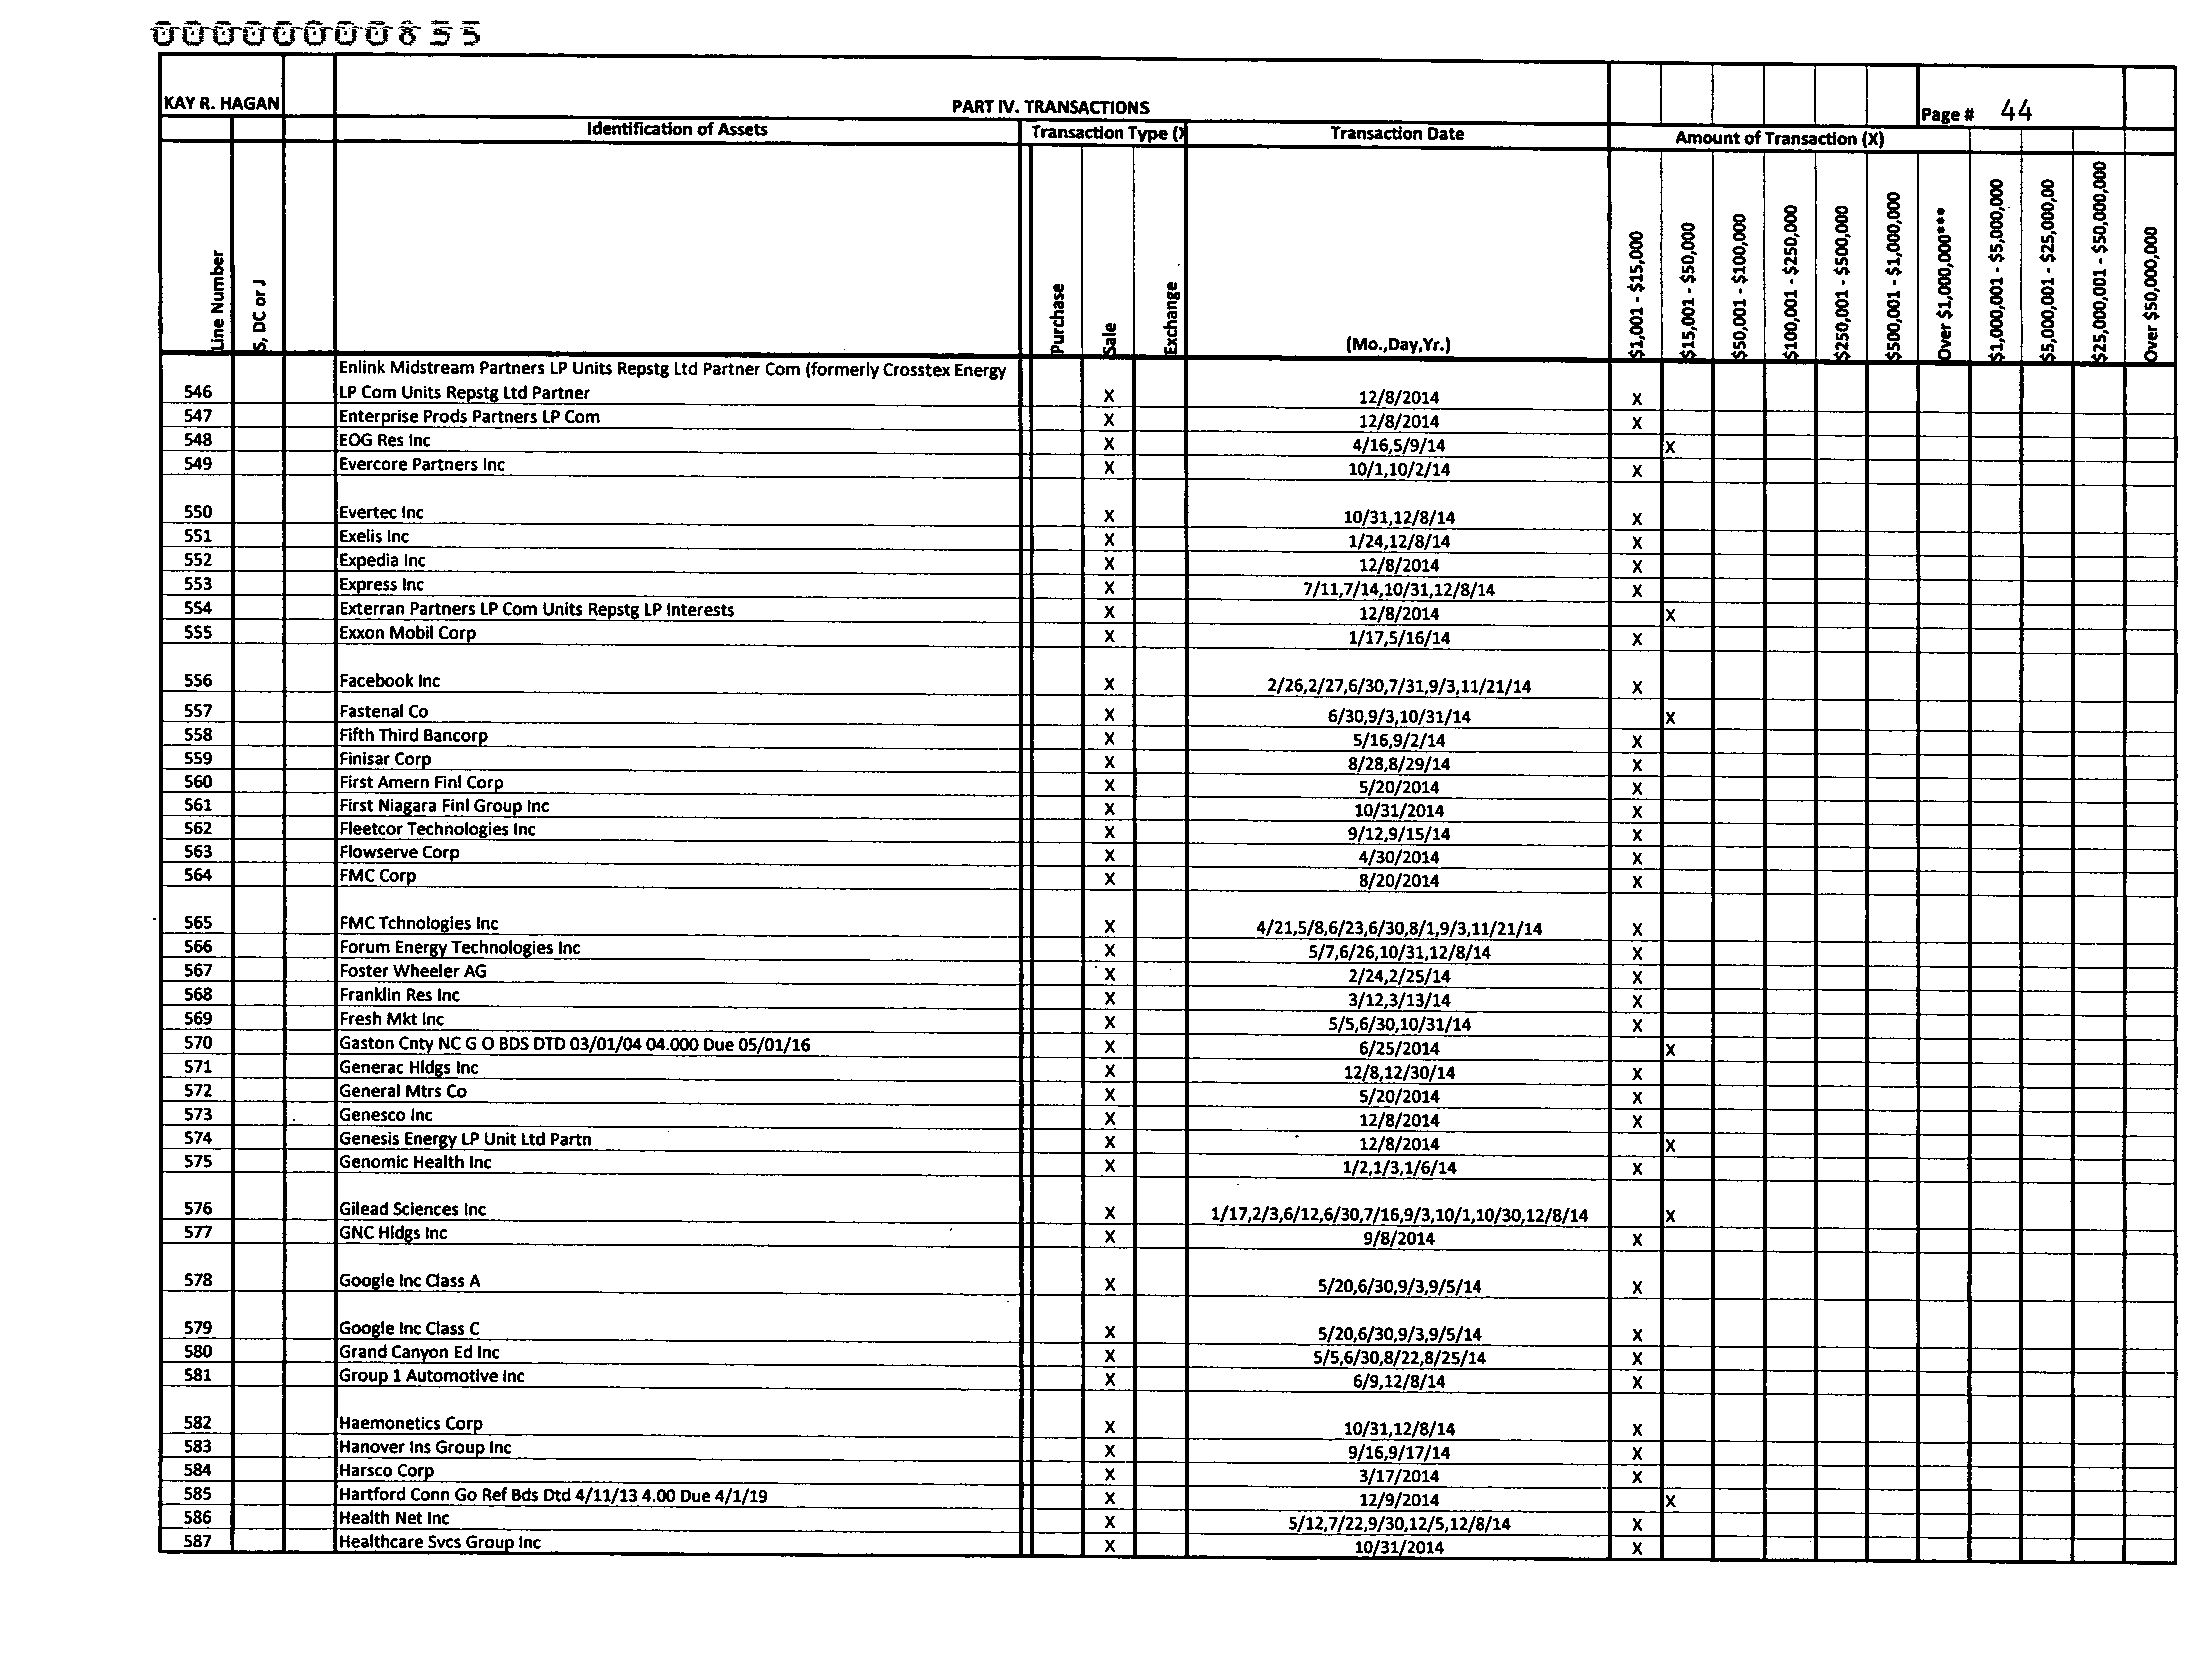 00000000855
KAY R. HAGAN PART IV. TRANSACTIONS Page # 44
Identification of Assets Transaction Type (X Transaction Date Amount of Transaction (X)
Line Number S, DC or J Purchase Sale Exchange (Mo.,Day,Yr.) $1,001 - $15,000 $15,001 - $50,000 $50,001 - $100,000 $100,001 - $250,000 $250,001 - $500,000 $500,001 - $1,000,000 Over $1,000,000*** $1,000,001 - $5,000,000 $5,000,001 - $25,000,00 $25,000,001 - $50,000,000 Over $50,000,000
Enlink Midstream Partners LP Units Repstg Ltd Partner Com (formerly Crosstex Energy
546 LP Com Units Repstg Ltd Partner X 12/8/2014 X
547 Enterprise Prods Partners LP Com X 12/8/2014 X
548 EOG Res Inc X 4/16,5/9/14 X
549 Evercore Partners Inc X 10/1,10/2/14 X
550 Evertec Inc X 10/31,12/8/14 X
551 Exelis Inc X 1/24,12/8/14 X
552 Expedia Inc X 12/8/2014 X
553 Express Inc X 7/11,7/14,10/31,12/8/14 X
554 Exterran Partners LP Com Units Repstg LP Interests X 12/8/2014 X
555 Exxon Mobil Corp X 1/17,5/16/14 X
556 Facebook Inc X 2/26,2/27,6/30,7/31,9/3,11/21/14 X
557 Fastenal Co X 6/30,9/3,10/31/14 X
558 Fifth Third Bancorp X 5/16,9/2/14 X
559 Finisar Corp X 8/28,8/29/14 X
560 First Amern Finl Corp X 5/20/2014 X
561 First Niagara Finl Group Inc X 10/31/2014 X
562 Fleetcor Technologies Inc X 9/12,9/15/14 X
563 Flowserve Corp X 4/30/2014 X
564 FMC Corp X 8/20/2014 X
565 FMC Tchnologies Inc X 4/21,5/8,6/23,6/30,8/1,9/3,11/21/14 X
566 Forum Energy Technologies Inc X 5/7,6/26,10/31,12/8/14 X
567 Foster Wheeler AG X 2/24,2/25/14 X
568 Franklin Res Inc X 3/12,3/13/14 X
569 Fresh Mkt Inc X 5/5,6/30,10/31/14 X
570 Gaston Cnty NC G O BDS DTD 03/01/04 04.000 Due 05/01/16 X 6/25/2014 X
571 Generac Hldgs Inc X 12/8,12/30/14 X
572 General Mtrs Co X 5/20/2014 X
573 Genesco Inc X 12/8/2014 X
574 Genesis Energy LP Unit Ltd Partn X 12/8/2014 X
575 Genomic Health Inc X 1/2,1/3,1/6/14 X
576 Gilead Sciences Inc X 1/17,2/3,6/12,6/30,7/16,9/3,10/1,10/30,12/8/14 X
577 GNC Hldgs Inc X 9/8/2014 X
578 Google Inc Class A X 5/20,6/30,9/3,9/5/14 X
579 Google Inc Class C X 5/20,6/30,9/3,9/5/14 X
580 Grand Canyon Ed Inc X 5/5,6/30,8/22,8/25/14 X
581 Group 1 Automotive Inc X 6/9,12/8/14 X
582 Haemonetics Corp X 10/31,12/8/14 X
583 Hanover Ins Group Inc X 9/16,9/17/14 X
584 Harsco Corp X 3/17/2014 X
585 Hartford Conn Go Ref Bds Dtd 4/11/13 4.00 Due 4/1/19 X 12/9/2014 X
586 Health Net Inc X 5/12,7/22,9/30,12/5,12/8/14 X
587 Healthcare Svcs Group Inc X 10/31/2014 X